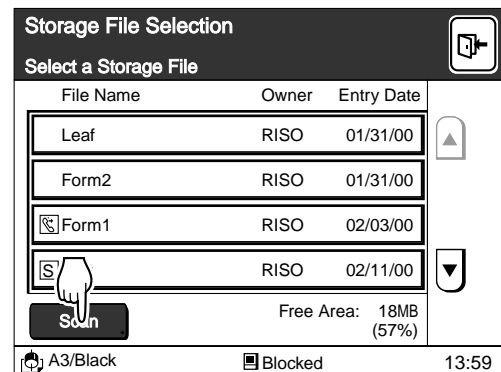 Storage File Selection
Select a Storage File
File Name Owner Entry Date
Leaf RISO 01/31/00
Form2 RISO 01/31/00
Form1 RISO 02/03/00
S RISO 02/11/00
Scan Free Area: 18MB
(57%)
A3/Black Blocked 13:59